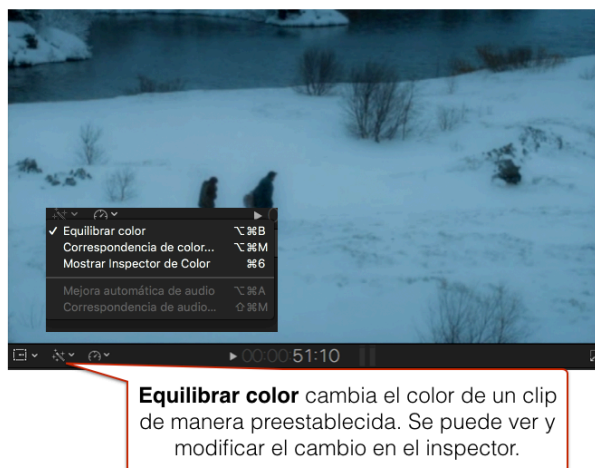 ✓ Equilibrar color ⌥⌘B
Correspondencia de color... ⌥⌘M
Mostrar Inspector de Color ⌘6
Mejora automática de audio ⌥⌘A
Correspondencia de audio... ⇧⌘M
00:00:51:10
Equilibrar color cambia el color de un clip
de manera preestablecida. Se puede ver y
modificar el cambio en el inspector.